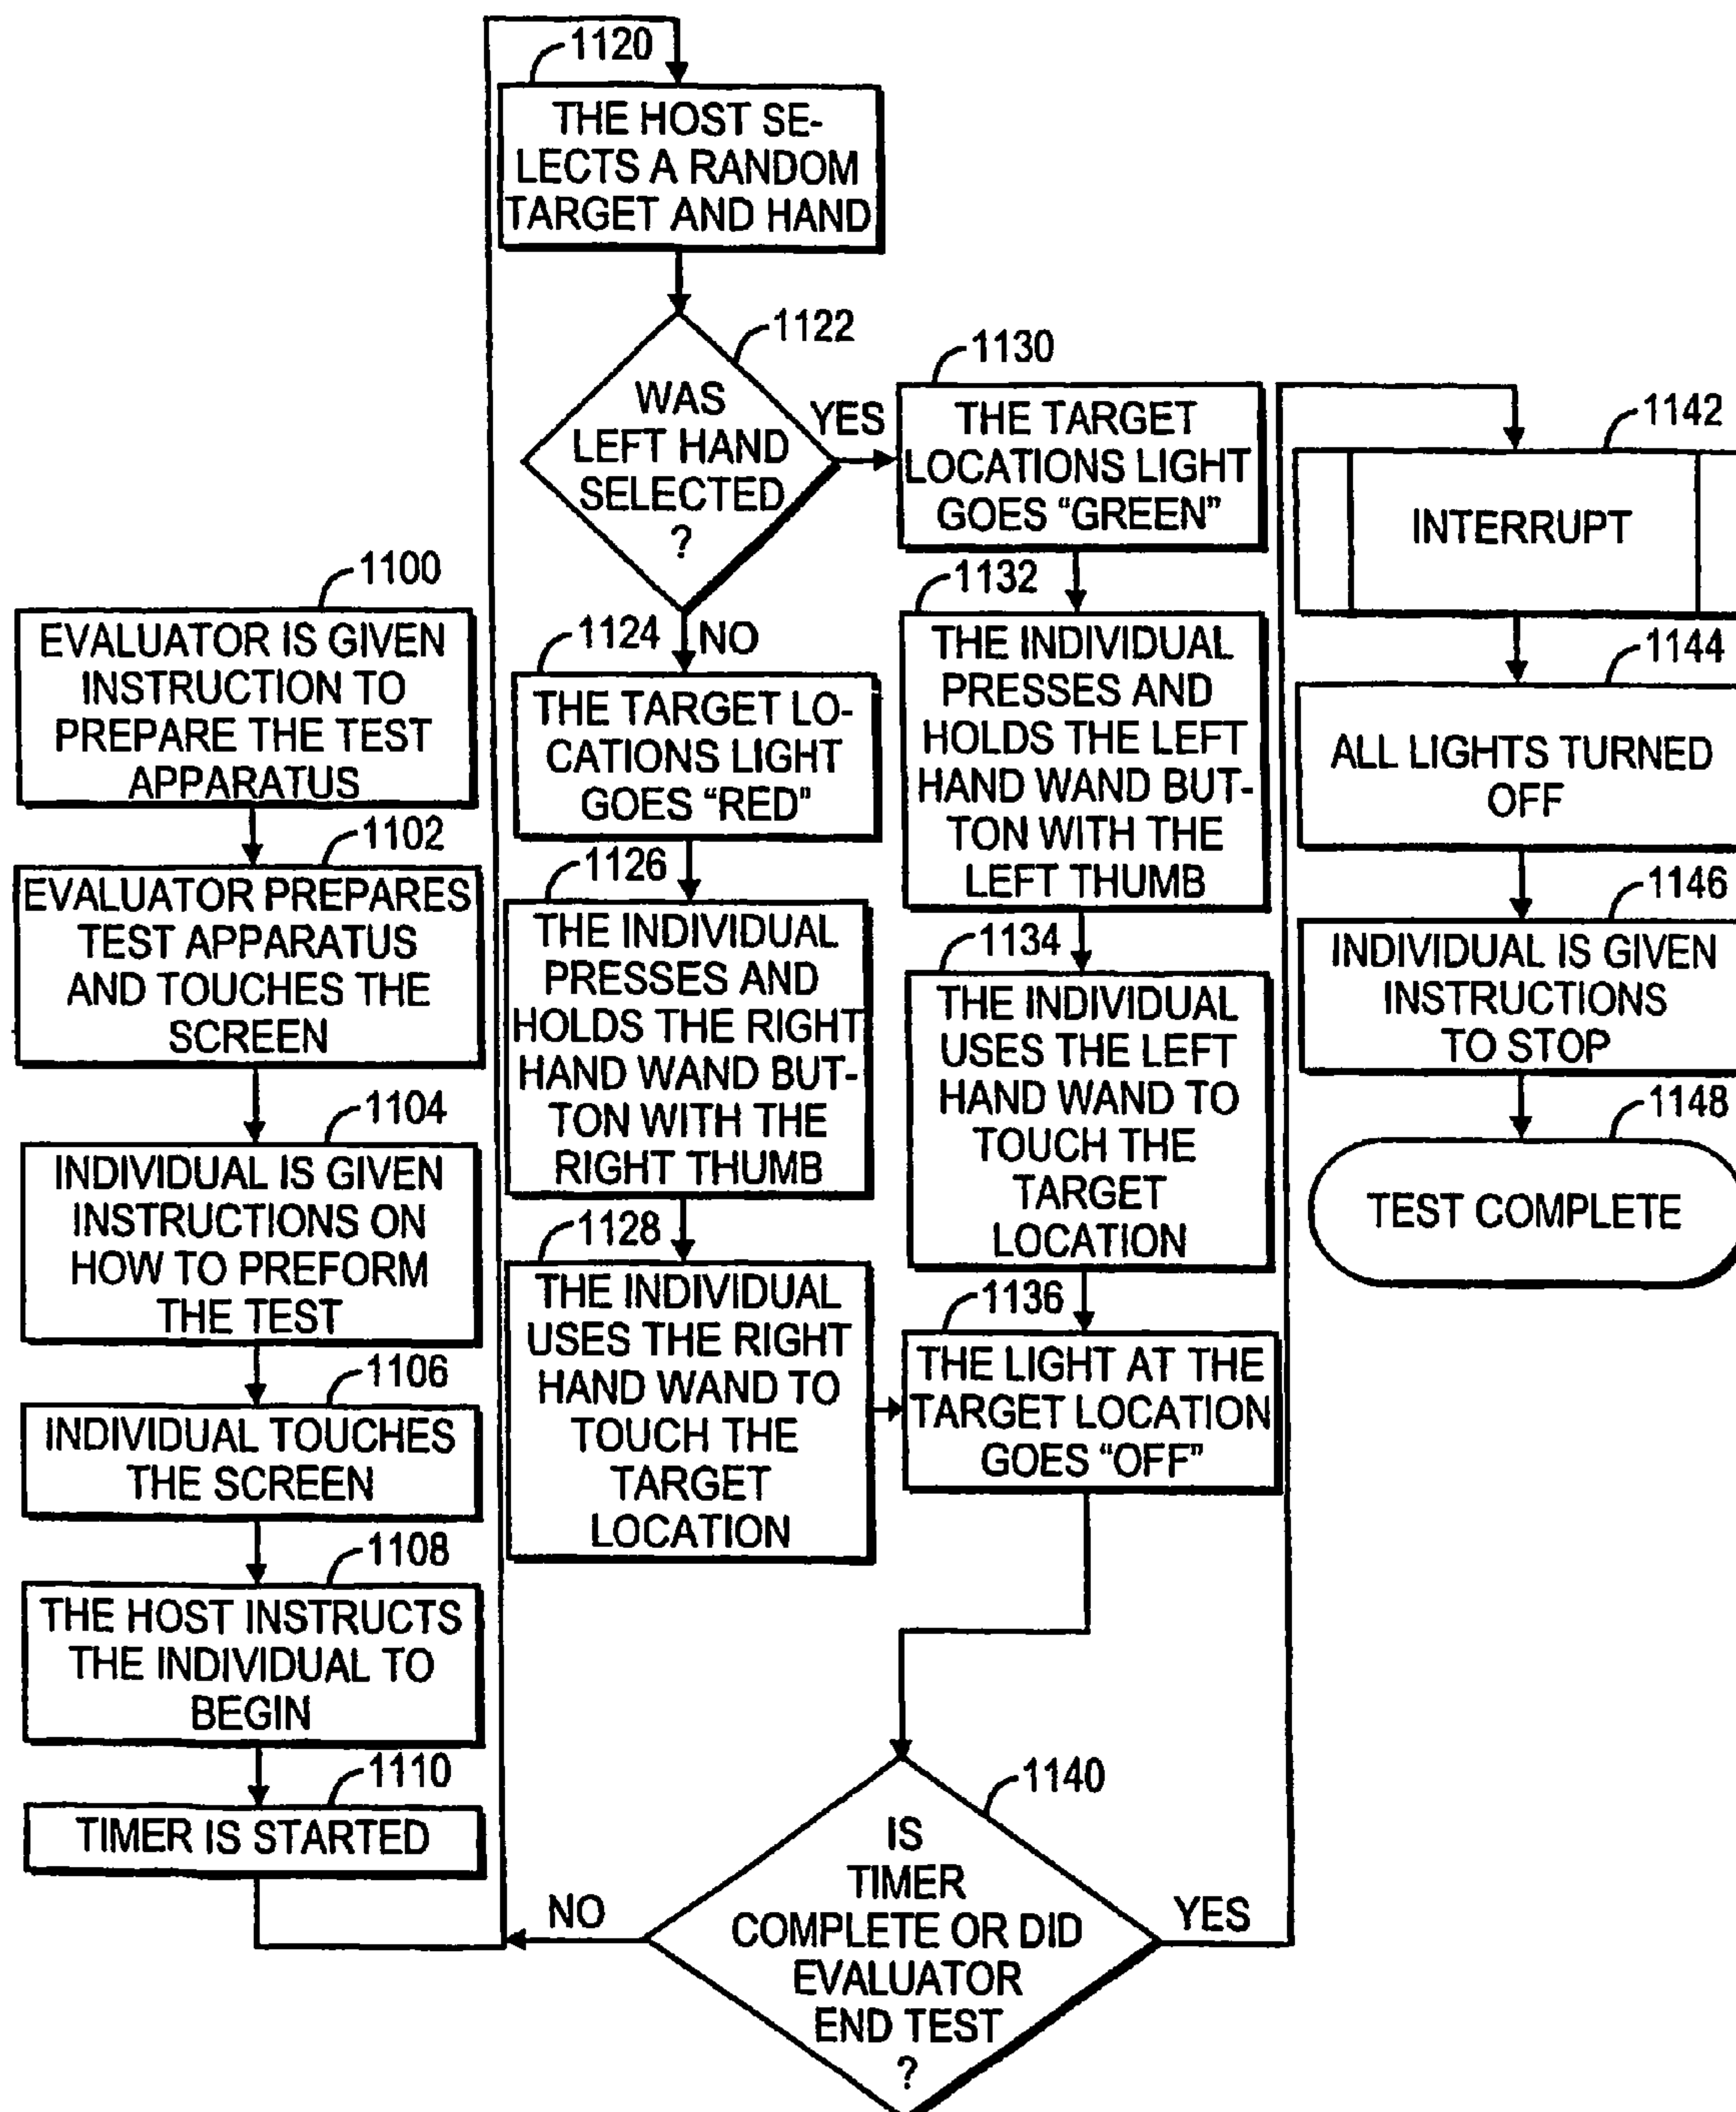 1100
EVALUATOR IS GIVEN
INSTRUCTION TO
PREPARE THE TEST
APPARATUS
1102
EVALUATOR PREPARES
TEST APPARATUS
AND TOUCHES THE
SCREEN
1104
INDIVIDUAL IS GIVEN
INSTRUCTIONS ON
HOW TO PREFORM
THE TEST
1106
INDIVIDUAL TOUCHES
THE SCREEN
1108
THE HOST INSTRUCTS
THE INDIVIDUAL TO
BEGIN
1110
TIMER IS STARTED
1120
THE HOST SE-
LECTS A RANDOM
TARGET AND HAND
1122
WAS
LEFT HAND
SELECTED
?
YES
NO
1124
THE TARGET LO-
CATIONS LIGHT
GOES “RED”
1126
THE INDIVIDUAL
PRESSES AND
HOLDS THE RIGHT
HAND WAND BUT-
TON WITH THE
RIGHT THUMB
1128
THE INDIVIDUAL
USES THE RIGHT
HAND WAND TO
TOUCH THE
TARGET
LOCATION
1130
THE TARGET
LOCATIONS LIGHT
GOES “GREEN”
1132
THE INDIVIDUAL
PRESSES AND
HOLDS THE LEFT
HAND WAND BUT-
TON WITH THE
LEFT THUMB
1134
THE INDIVIDUAL
USES THE LEFT
HAND WAND TO
TOUCH THE
TARGET
LOCATION
1136
THE LIGHT AT THE
TARGET LOCATION
GOES “OFF”
1140
IS
TIMER
COMPLETE OR DID
EVALUATOR
END TEST
?
NO
YES
1142
INTERRUPT
1144
ALL LIGHTS TURNED
OFF
1146
INDIVIDUAL IS GIVEN
INSTRUCTIONS
TO STOP
1148
TEST COMPLETE